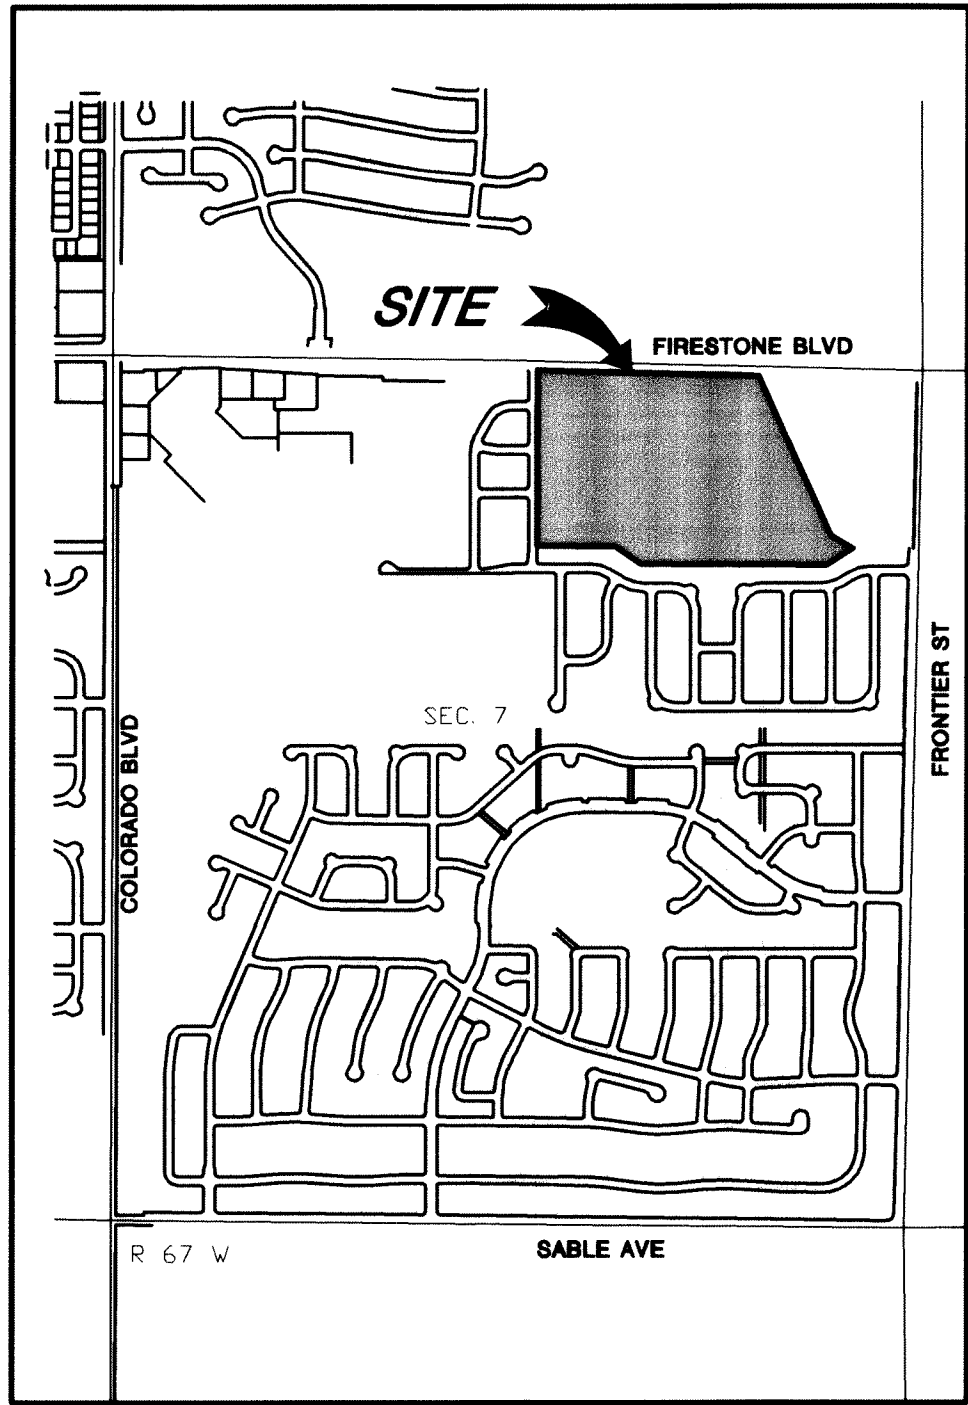 SITE
FIRESTONE BLVD
SEC. 7
COLORADO BLVD
FRONTIER ST
R 67 W
SABLE AVE